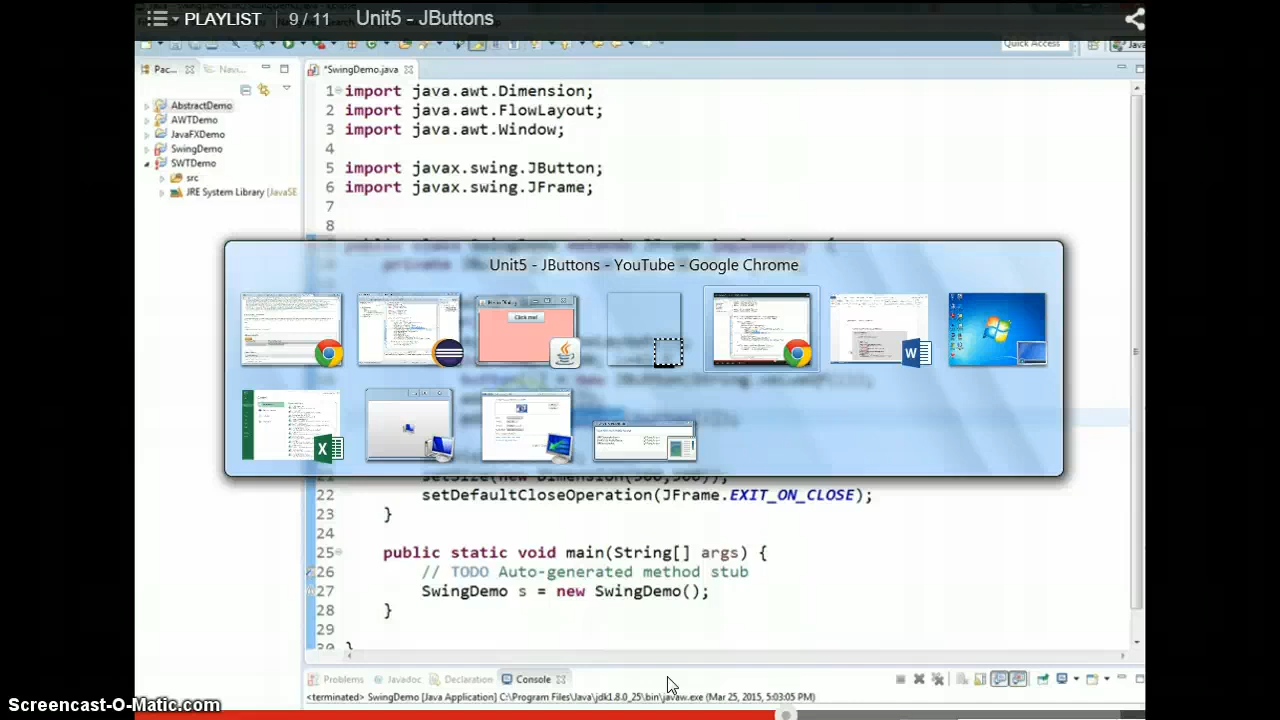 PLAYLIST 9 / 11 Unit5 - JButtons
Quick Access Java
Pac... Nav... *SwingDemo.java
AbstractDemo
AWTDemo
JavaFXDemo
SwingDemo
SWTDemo
src
JRE System Library [JavaSE
1 import java.awt.Dimension;
2 import java.awt.FlowLayout;
3 import java.awt.Window;
4
5 import javax.swing.JButton;
6 import javax.swing.JFrame;
7
8
Unit5 - JButtons - YouTube - Google Chrome
Click me!
22 setDefaultCloseOperation(JFrame.EXIT_ON_CLOSE);
23 }
24
25 public static void main(String[] args) {
26 // TODO Auto-generated method stub
27 SwingDemo s = new SwingDemo();
28 }
29
30 }
Problems Javadoc Declaration Console
<terminated> SwingDemo [Java Application] C:\Program Files\Java\jdk1.8.0_25\bin\javaw.exe (Mar 25, 2015, 5:03:05 PM)
Screencast-O-Matic.com